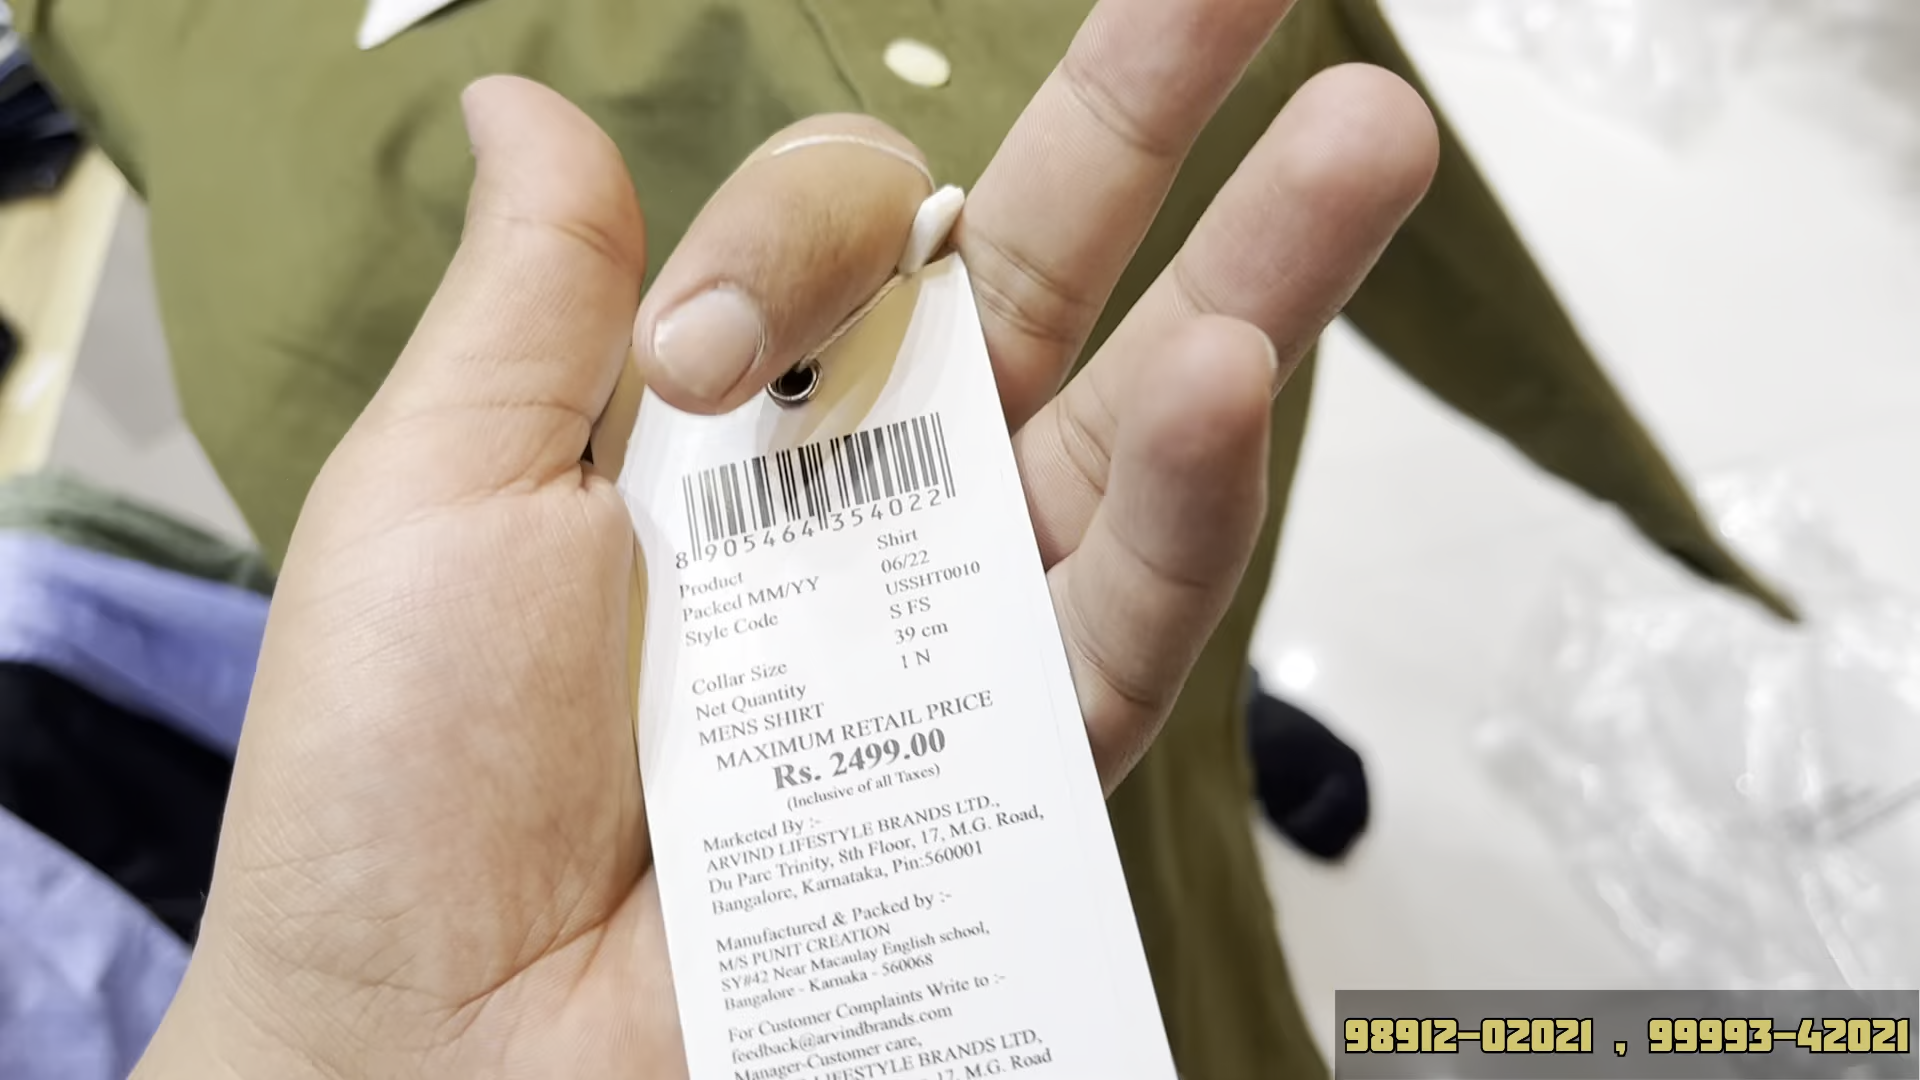 8 905464 354022
Product Shirt
Packed MM/YY 06/22
Style Code USSHT0010
S FS
Collar Size 39 cm
Net Quantity 1 N
MENS SHIRT
MAXIMUM RETAIL PRICE
Rs. 2499.00
(Inclusive of all Taxes)
Marketed By :-
ARVIND LIFESTYLE BRANDS LTD.,
Du Parc Trinity, 8th Floor, 17, M.G. Road,
Bangalore, Karnataka, Pin:560001
Manufactured & Packed by :-
M/S PUNIT CREATION
SY#42 Near Macaulay English school,
Bangalore - Karnaka - 560068
For Customer Complaints Write to :-
feedback@arvindbrands.com
Manager-Customer care,
LIFESTYLE BRANDS LTD,
17, M.G. Road
98912-02021 , 99993-42021